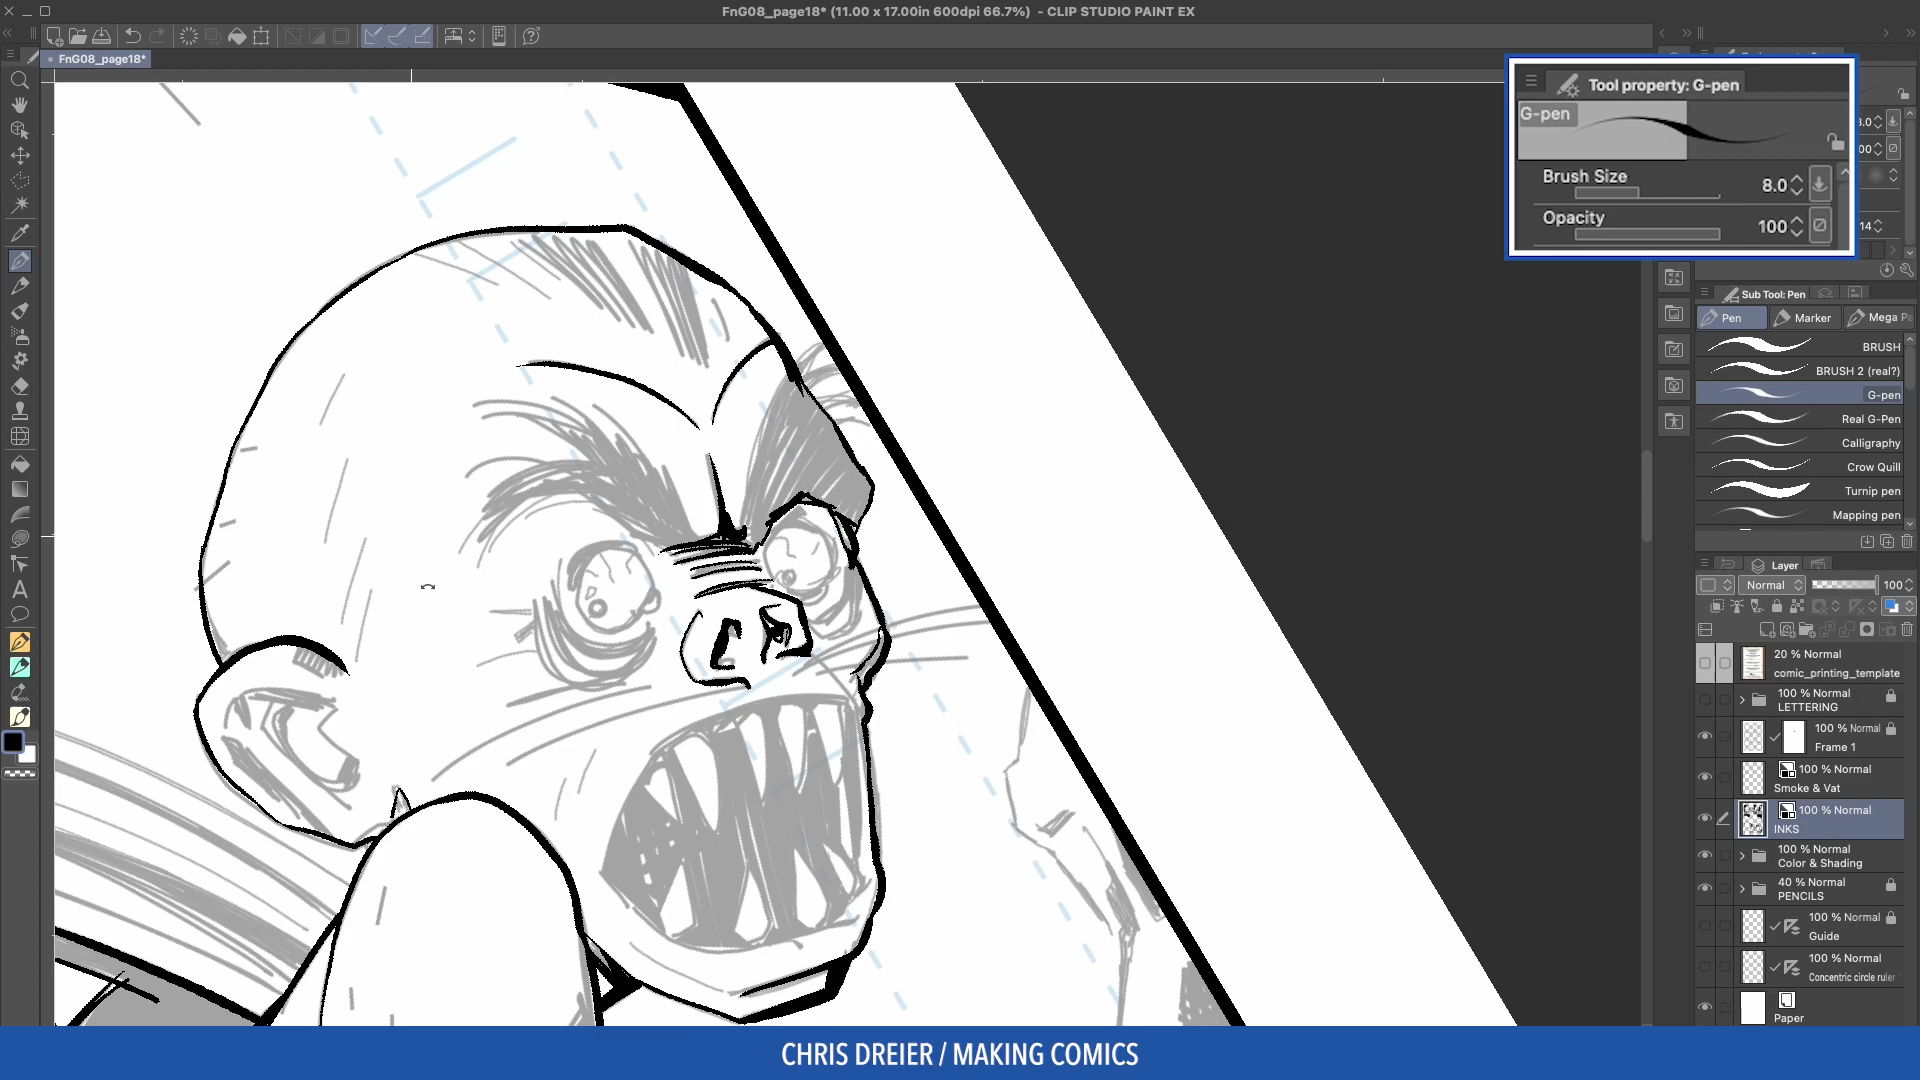 FnG08_page18* (11.00 x 17.00in 600dpi 66.7%) - CLIP STUDIO PAINT EX
FnG08_page18*
Tool property: G-pen
G-pen
Brush Size 8.0
Opacity 100
Sub Tool: Pen
Pen Marker Mega Pa
BRUSH
BRUSH 2 (real?)
G-pen
Real G-Pen
Calligraphy
Crow Quill
Turnip pen
Mapping pen
Layer
Normal 100
20 % Normal
comic_printing_template
100 % Normal
LETTERING
100 % Normal
Frame 1
100 % Normal
Smoke & Vat
100 % Normal
INKS
100 % Normal
Color & Shading
40 % Normal
PENCILS
100 % Normal
Guide
100 % Normal
Concentric circle ruler
Paper
CHRIS DREIER / MAKING COMICS